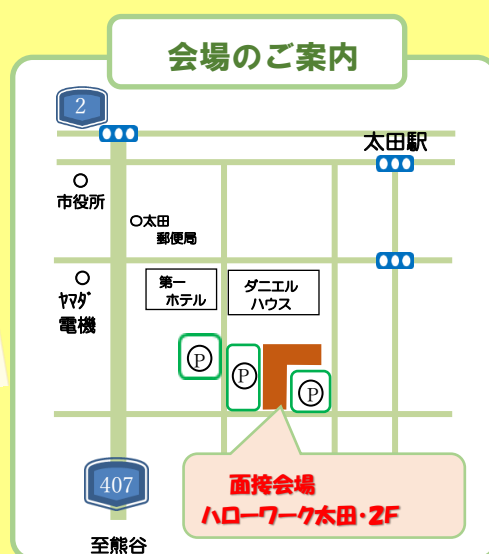 会場のご案内
2
太田駅
市役所
太田
郵便局
ﾔﾏﾀﾞ
電機
第一
ホテル
ダニエル
ハウス
P
P
P
407
面接会場
ハローワーク太田・2F
至熊谷